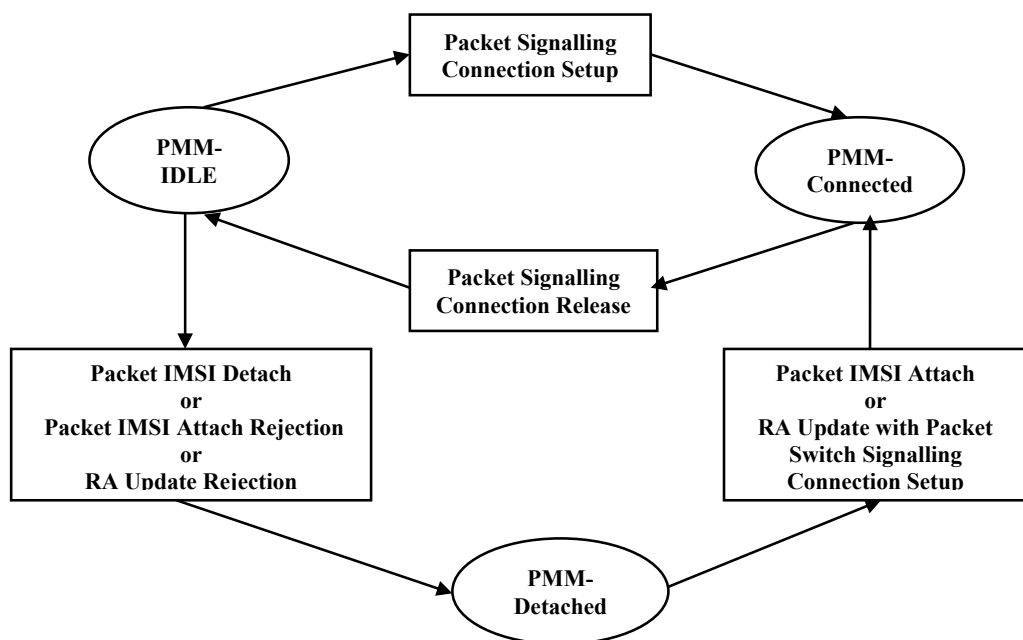 Packet Signalling
Connection Setup
PMM-
IDLE
PMM-
Connected
Packet Signalling
Connection Release
Packet IMSI Detach
or
Packet IMSI Attach Rejection
or
RA Update Rejection
Packet IMSI Attach
or
RA Update with Packet
Switch Signalling
Connection Setup
PMM-
Detached